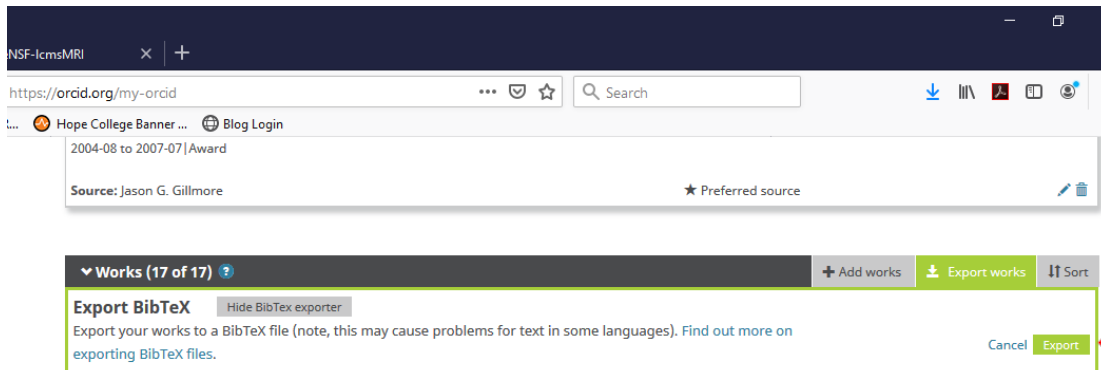 eNSF-IcmsMRI
https://orcid.org/my-orcid
Search
R... Hope College Banner ... Blog Login
2004-08 to 2007-07|Award
Source: Jason G. Gillmore ★ Preferred source
Works (17 of 17) ? + Add works Export works Sort
Export BibTeX Hide BibTex exporter
Export your works to a BibTeX file (note, this may cause problems for text in some languages). Find out more on
exporting BibTeX files.
Cancel Export